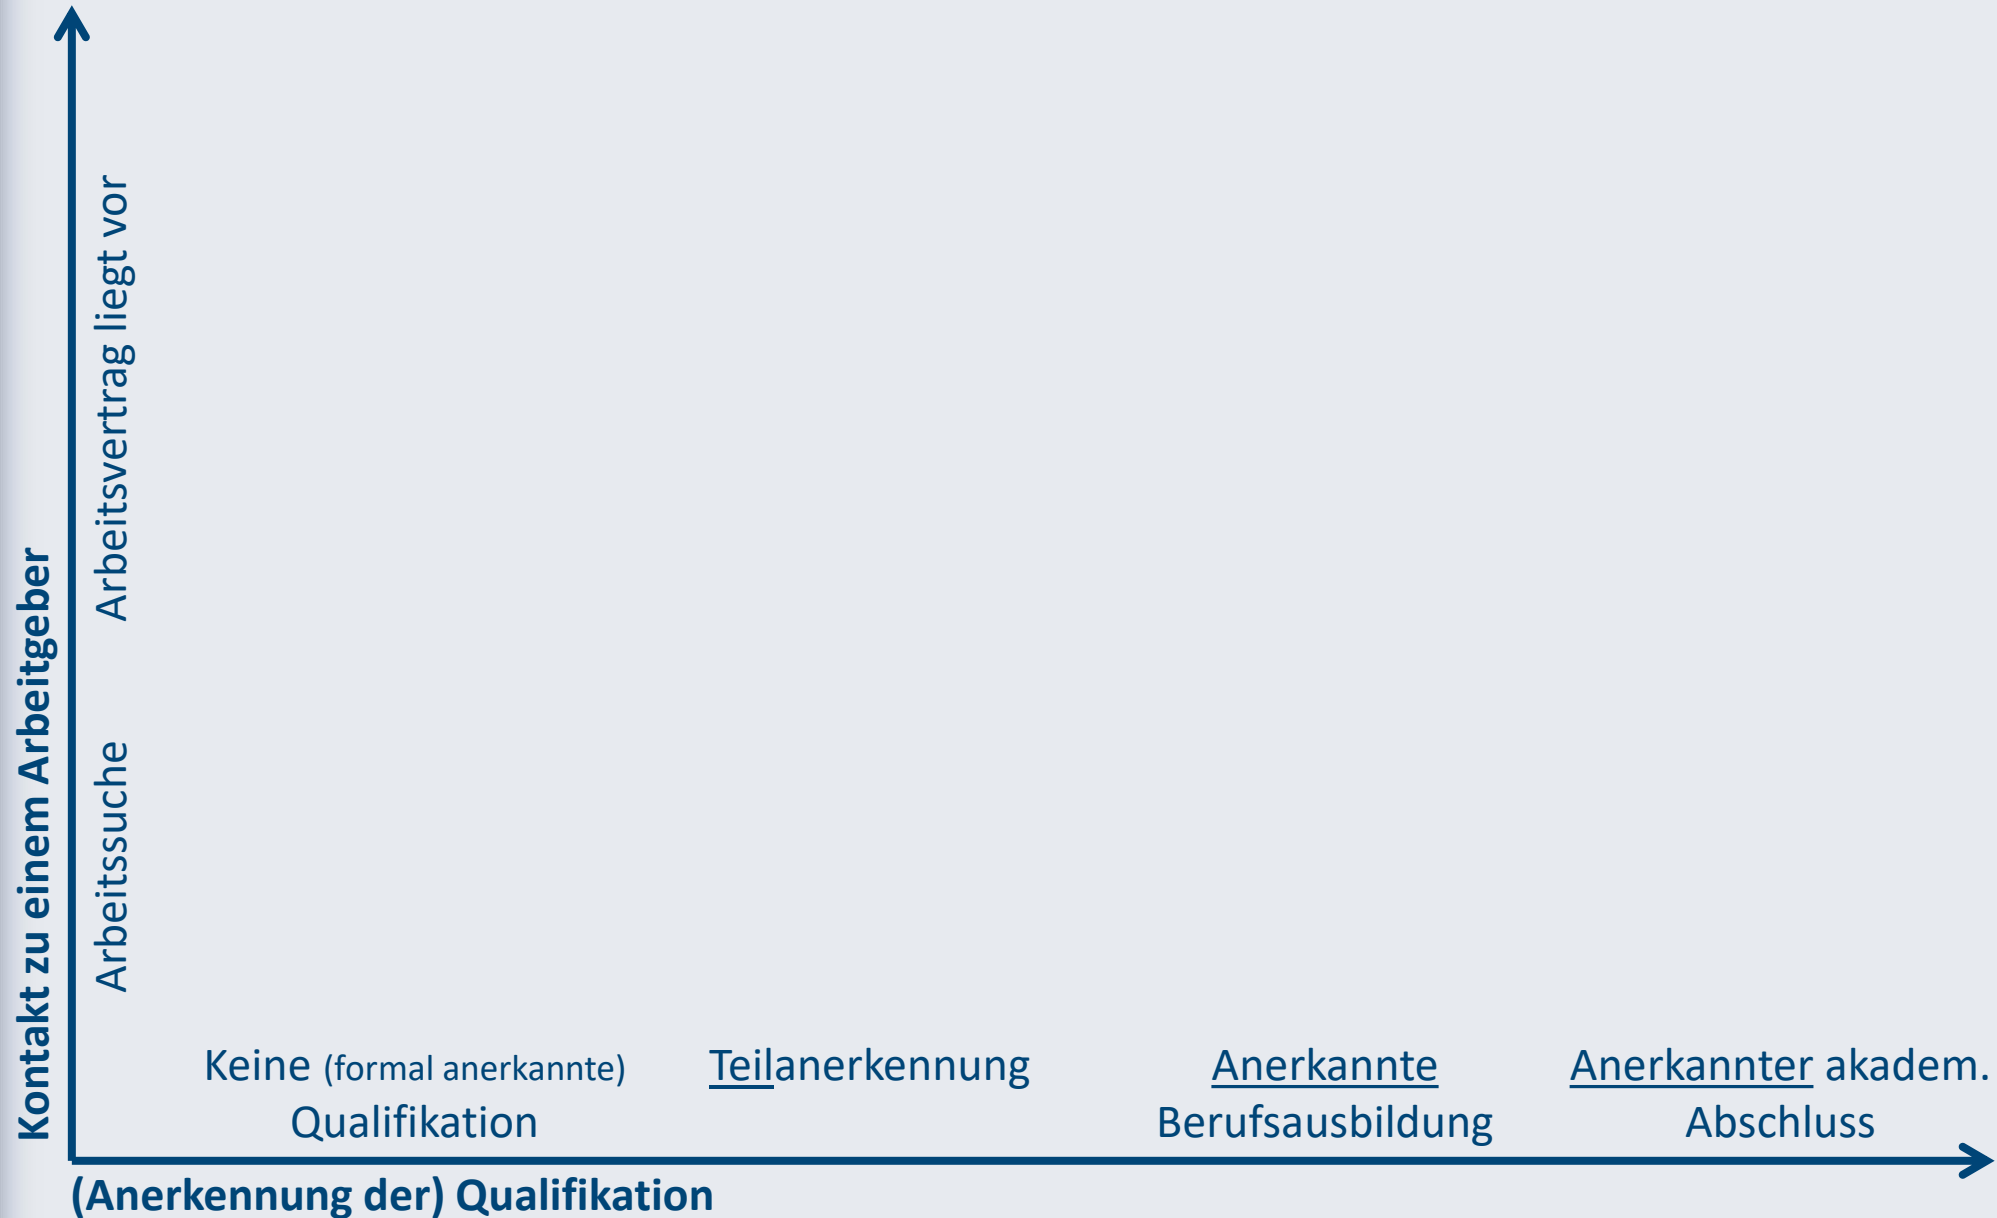 Kontakt zu einem Arbeitgeber
Arbeitsvertrag liegt vor
Arbeitssuche
Keine (formal anerkannte)
Qualifikation
Teilanerkennung
Anerkannte
Berufsausbildung
Anerkannter akadem.
Abschluss
(Anerkennung der) Qualifikation